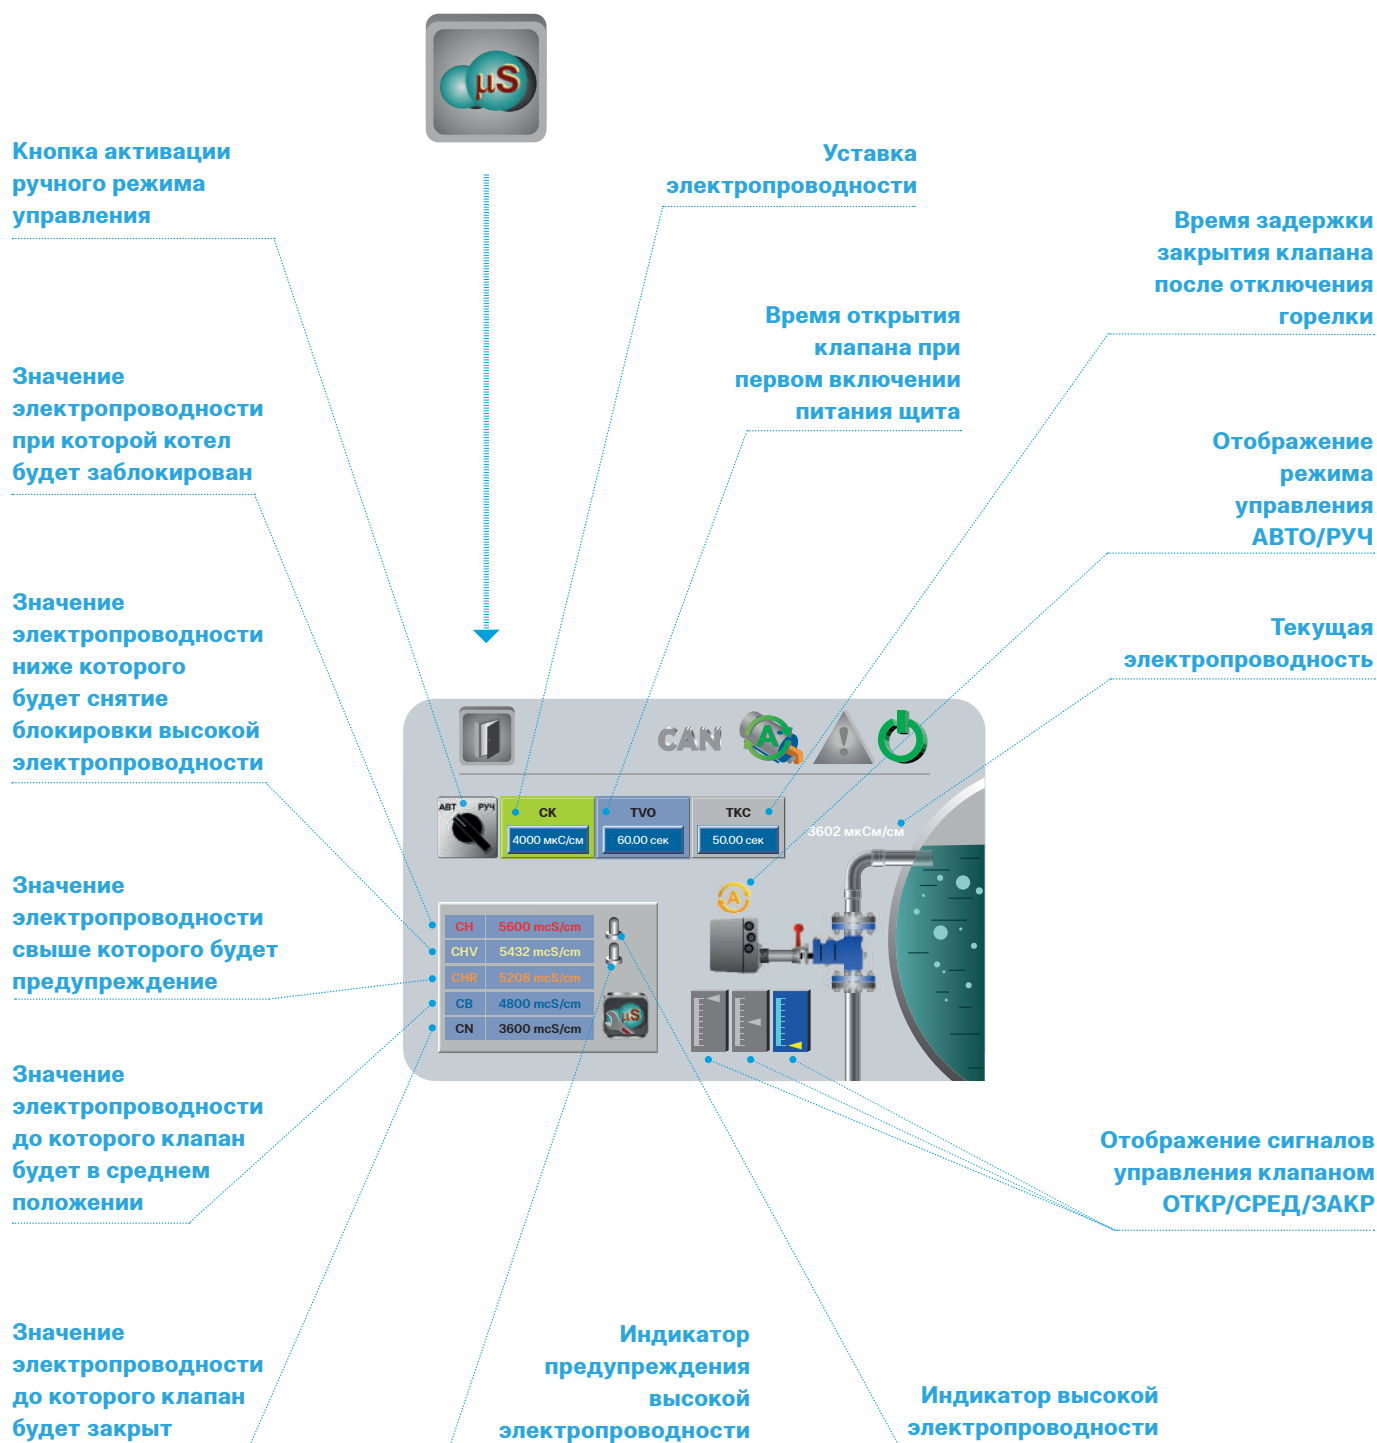 µS
Кнопка активации
ручного режима
управления
Уставка
электропроводности
Время задержки
закрытия клапана
после отключения
горелки
Время открытия
клапана при
первом включении
питания щита
Значение
электропроводности
при которой котел
будет заблокирован
Отображение
режима
управления
АВТО/РУЧ
Значение
электропроводности
ниже которого
будет снятие
блокировки высокой
электропроводности
Текущая
электропроводность
CAN
A
!
АВТ РУЧ
СК
4000 мкС/см
TVO
60.00 сек
ТКС
50.00 сек
3602 мкСм/см
A
Значение
электропроводности
свыше которого будет
предупреждение
CH 5600 mcS/cm
CHV 5432 mcS/cm
CHR 5208 mcS/cm
CB 4800 mcS/cm
CN 3600 mcS/cm
µS
Значение
электропроводности
до которого клапан
будет в среднем
положении
Отображение сигналов
управления клапаном
ОТКР/СРЕД/ЗАКР
Значение
электропроводности
до которого клапан
будет закрыт
Индикатор
предупреждения
высокой
электропроводности
Индикатор высокой
электропроводности